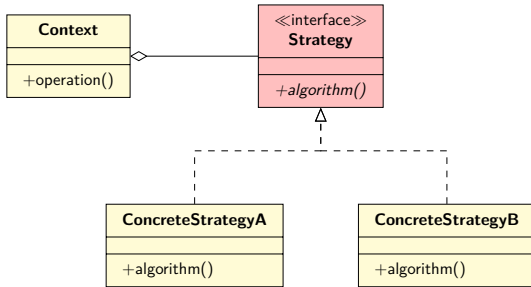 Context
+operation()
≪interface≫
Strategy
+algorithm()
ConcreteStrategyA
+algorithm()
ConcreteStrategyB
+algorithm()